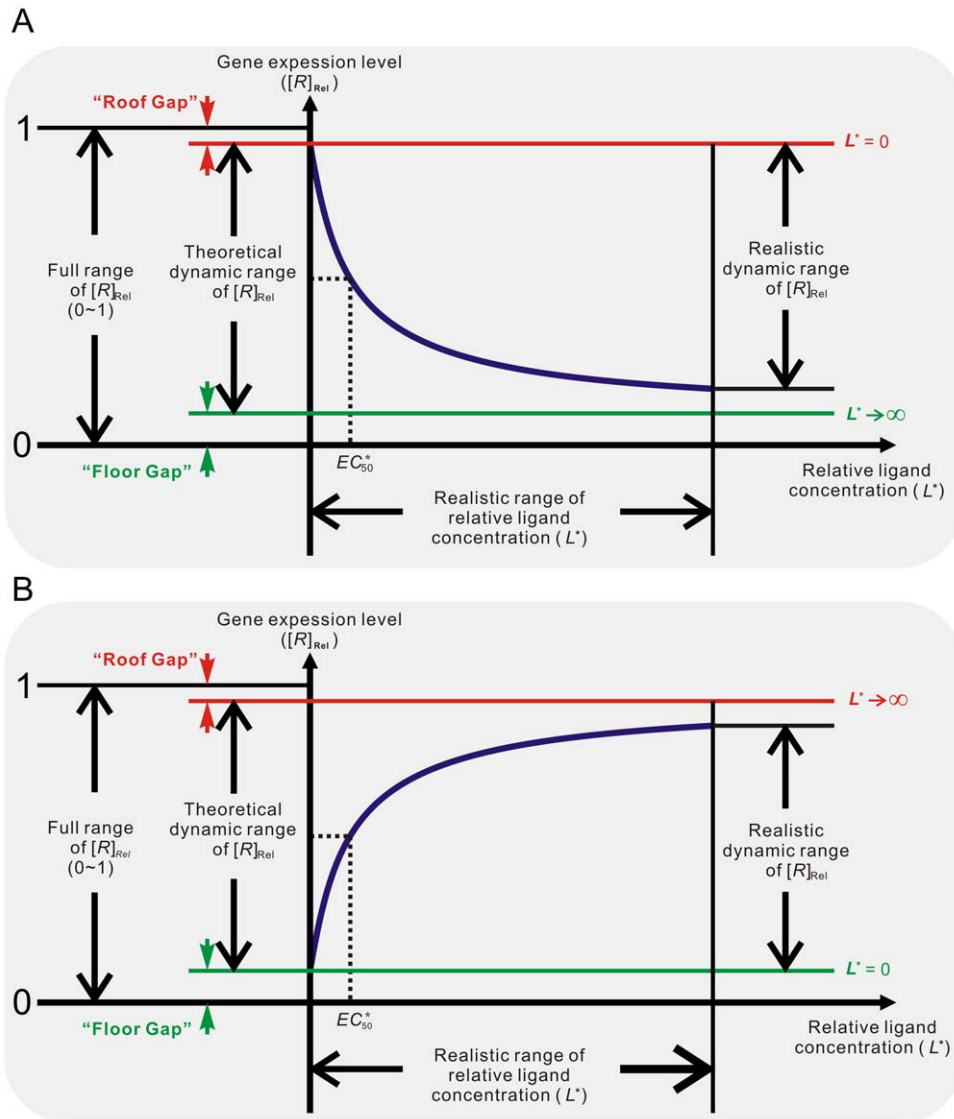 A
Gene expession level
([R]Rel)
"Roof Gap"
1
L* = 0
Full range
of [R]Rel
(0~1)
Theoretical
dynamic range
of [R]Rel
Realistic
dynamic range
of [R]Rel
L* →∞
0
"Floor Gap"
EC*50
Relative ligand
concentration ( L*)
Realistic range of
relative ligand
concentration ( L*)
B
Gene expession level
([R]Rel)
"Roof Gap"
1
L* →∞
Full range
of [R]Rel
(0~1)
Theoretical
dynamic range
of [R]Rel
Realistic
dynamic range
of [R]Rel
L* = 0
0
"Floor Gap"
EC*50
Relative ligand
concentration (L*)
Realistic range of
relative ligand
concentration ( L*)